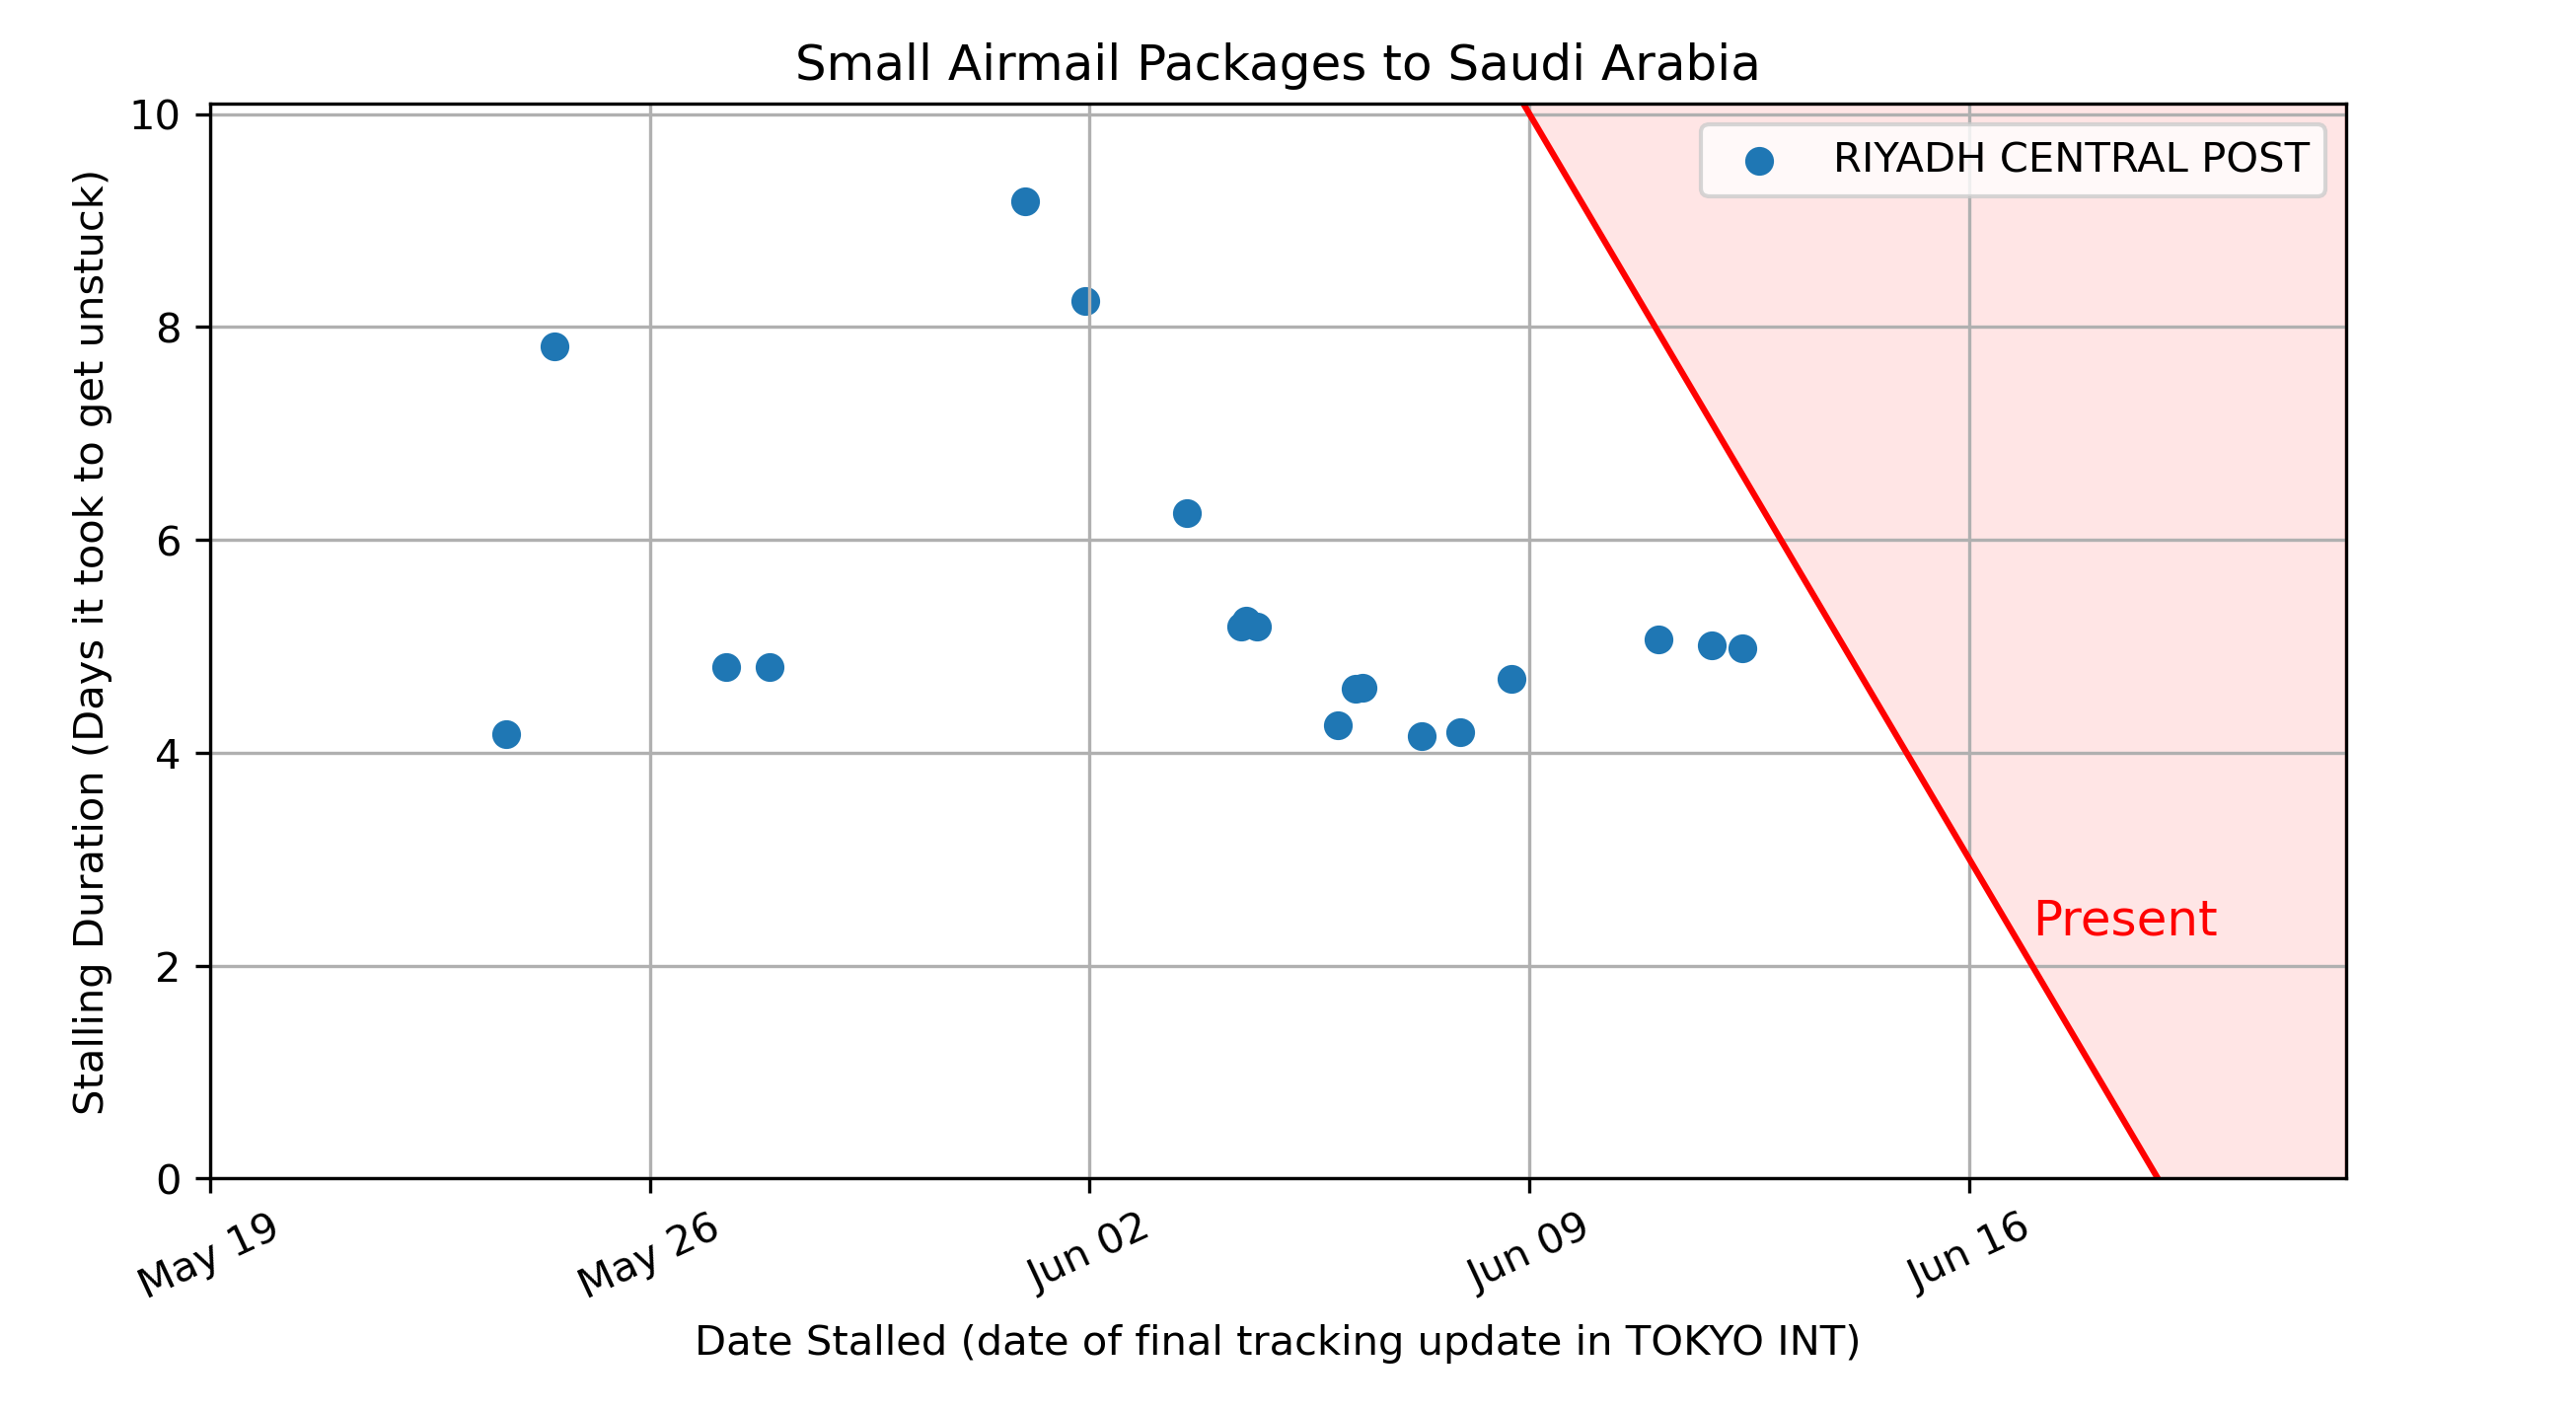 Small Airmail Packages to Saudi Arabia
RIYADH CENTRAL POST
Stalling Duration (Days it took to get unstuck)
10
8
6
4
2
0
Present
May 19
May 26
Jun 02
Jun 09
Jun 16
Date Stalled (date of final tracking update in TOKYO INT)